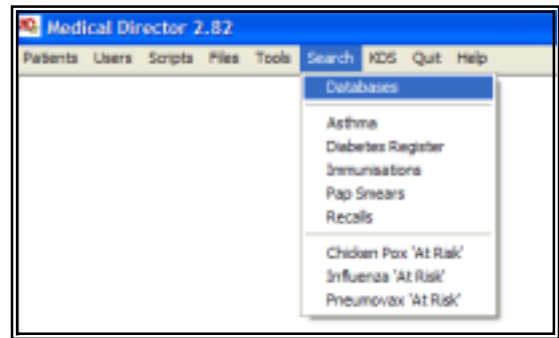 Medical Director 2.82
Patients Users Scripts Files Tools Search KDS Quit Help
Databases
Asthma
Diabetes Register
Immunisations
Pap Smears
Recalls
Chicken Pox 'At Risk'
Influenza 'At Risk'
Pneumovax 'At Risk'